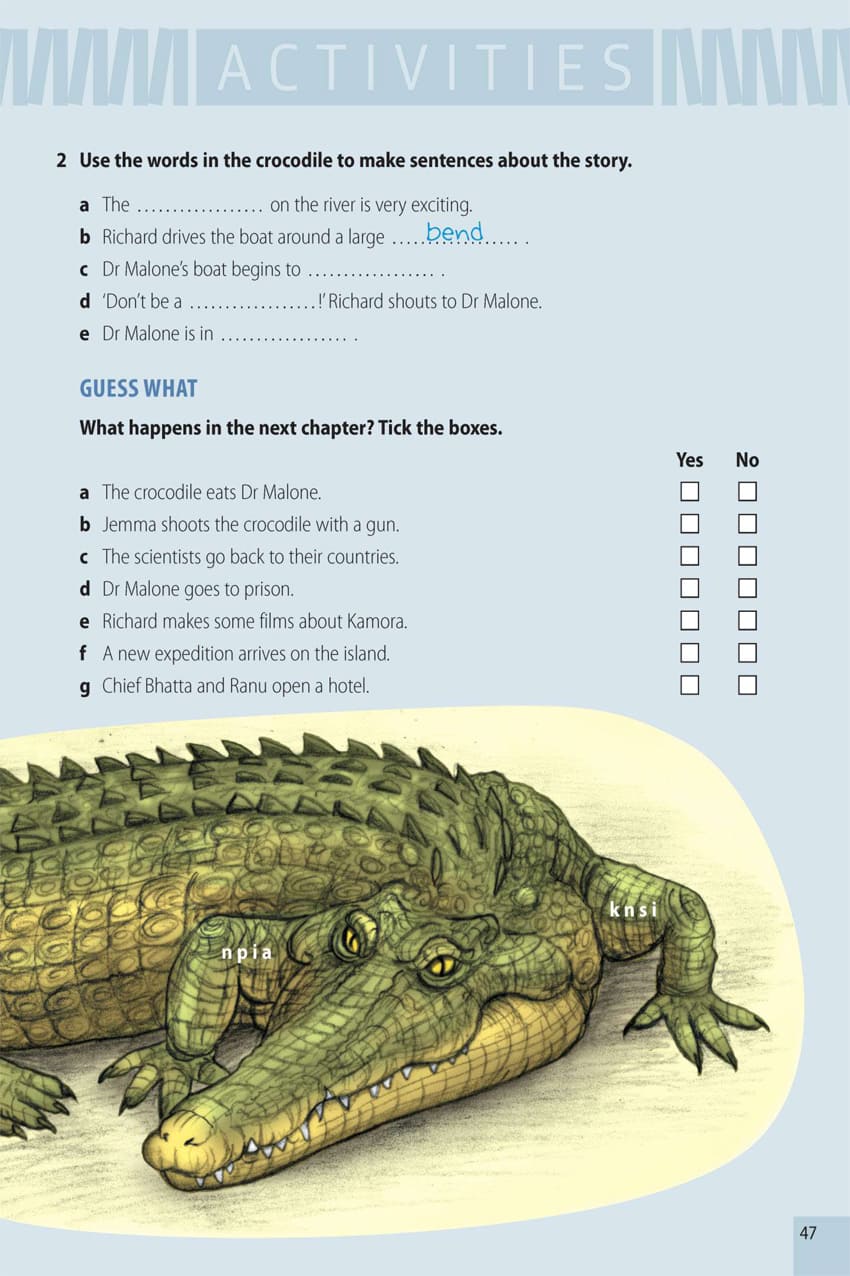 ACTIVITIES
2 Use the words in the crocodile to make sentences about the story.
a The .................. on the river is very exciting.
b Richard drives the boat around a large ......bend...... .
c Dr Malone's boat begins to .................. .
d 'Don't be a ..................!' Richard shouts to Dr Malone.
e Dr Malone is in .................. .
GUESS WHAT
What happens in the next chapter? Tick the boxes.
Yes No
a The crocodile eats Dr Malone.
b Jemma shoots the crocodile with a gun.
c The scientists go back to their countries.
d Dr Malone goes to prison.
e Richard makes some films about Kamora.
f A new expedition arrives on the island.
g Chief Bhatta and Ranu open a hotel.
knsi
npia
47